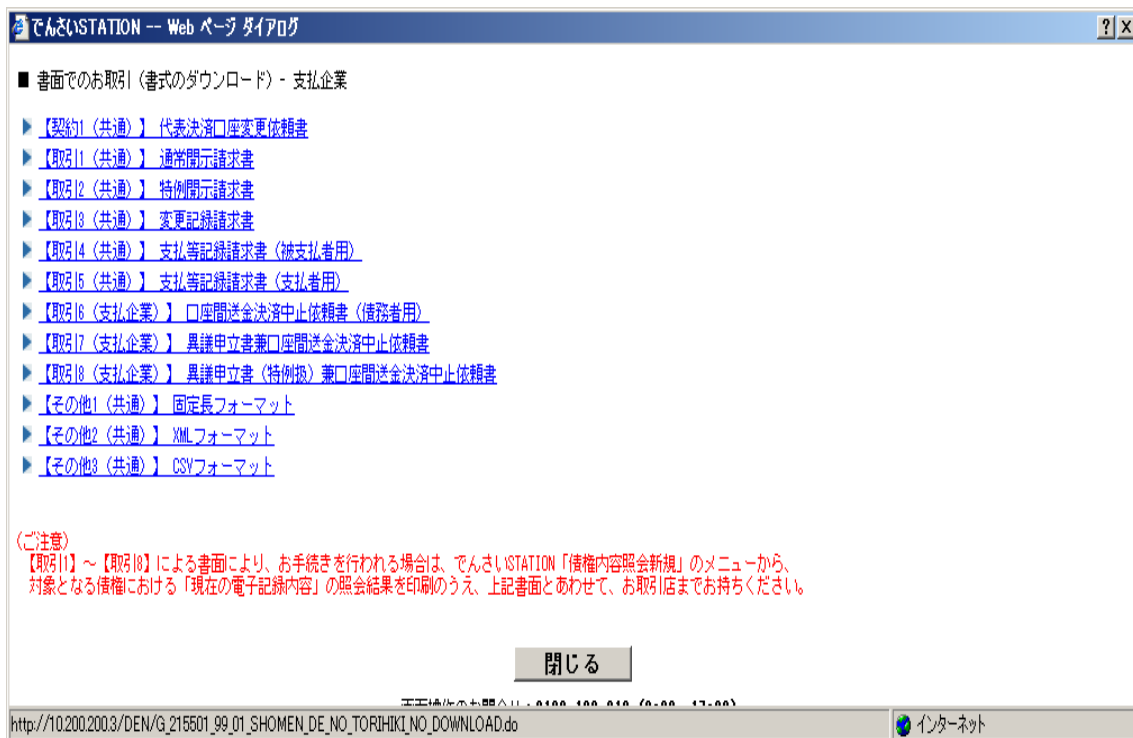 でんさいSTATION -- Web ページ ダイアログ
■ 書面でのお取引（書式のダウンロード）- 支払企業
【契約1（共通）】 代表決済口座変更依頼書
【取引1（共通）】 通常開示請求書
【取引2（共通）】 特例開示請求書
【取引3（共通）】 変更記録請求書
【取引4（共通）】 支払等記録請求書（被支払者用）
【取引5（共通）】 支払等記録請求書（支払者用）
【取引6（支払企業）】 口座間送金決済中止依頼書（債務者用）
【取引7（支払企業）】 異議申立書兼口座間送金決済中止依頼書
【取引8（支払企業）】 異議申立書（特例扱）兼口座間送金決済中止依頼書
【その他1（共通）】 固定長フォーマット
【その他2（共通）】 XMLフォーマット
【その他3（共通）】 CSVフォーマット
（ご注意）
【取引1】～【取引8】による書面により、お手続きを行われる場合は、でんさいSTATION「債権内容照会新規」のメニューから、
対象となる債権における「現在の電子記録内容」の照会結果を印刷のうえ、上記書面とあわせて、お取引店までお持ちください。
閉じる
http://10.200.200.3/DEN/G_215501_99_01_SHOMEN_DE_NO_TORIHIKI_NO_DOWNLOAD.do
インターネット